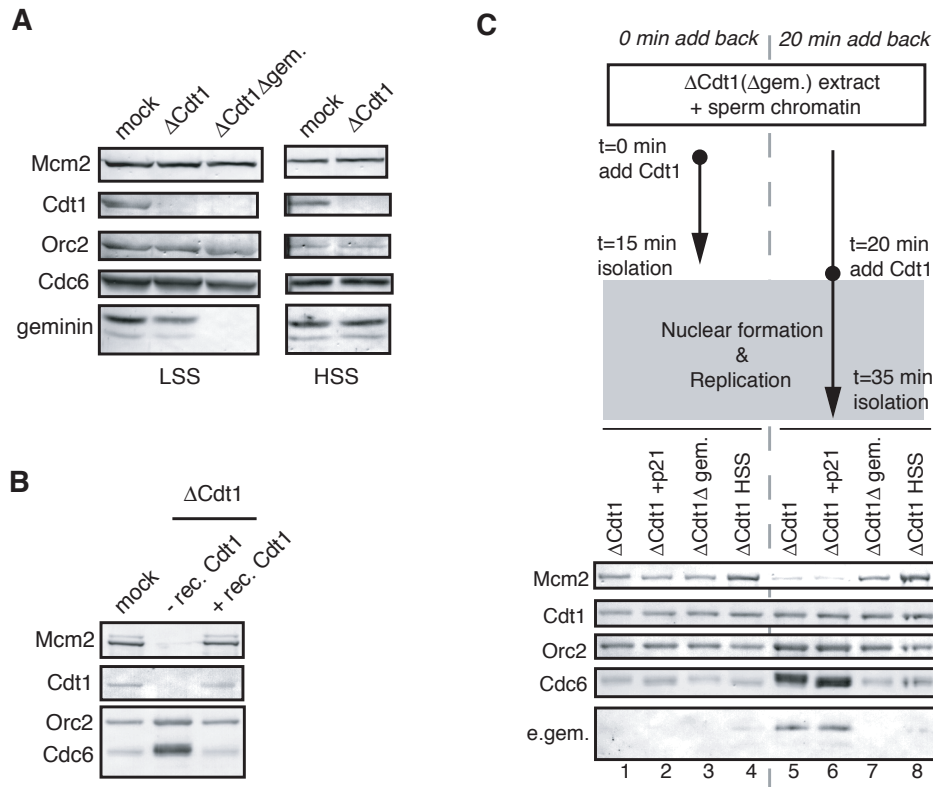 A
mock
ΔCdt1
ΔCdt1Δgem.
mock
ΔCdt1
Mcm2
Cdt1
Orc2
Cdc6
geminin
LSS
HSS
B
ΔCdt1
mock
- rec. Cdt1
+ rec. Cdt1
Mcm2
Cdt1
Orc2
Cdc6
C
0 min add back
20 min add back
ΔCdt1(Δgem.) extract
+ sperm chromatin
t=0 min
add Cdt1
t=15 min
isolation
t=20 min
add Cdt1
Nuclear formation
&
Replication
t=35 min
isolation
ΔCdt1
ΔCdt1 +p21
ΔCdt1Δ gem.
ΔCdt1 HSS
ΔCdt1
ΔCdt1 +p21
ΔCdt1Δ gem.
ΔCdt1 HSS
Mcm2
Cdt1
Orc2
Cdc6
e.gem.
1 2 3 4 5 6 7 8